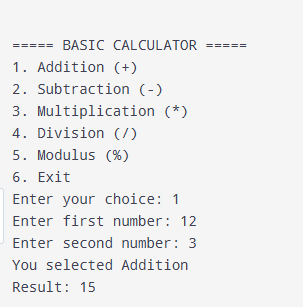 ===== BASIC CALCULATOR =====
1. Addition (+)
2. Subtraction (-)
3. Multiplication (*)
4. Division (/)
5. Modulus (%)
6. Exit
Enter your choice: 1
Enter first number: 12
Enter second number: 3
You selected Addition
Result: 15